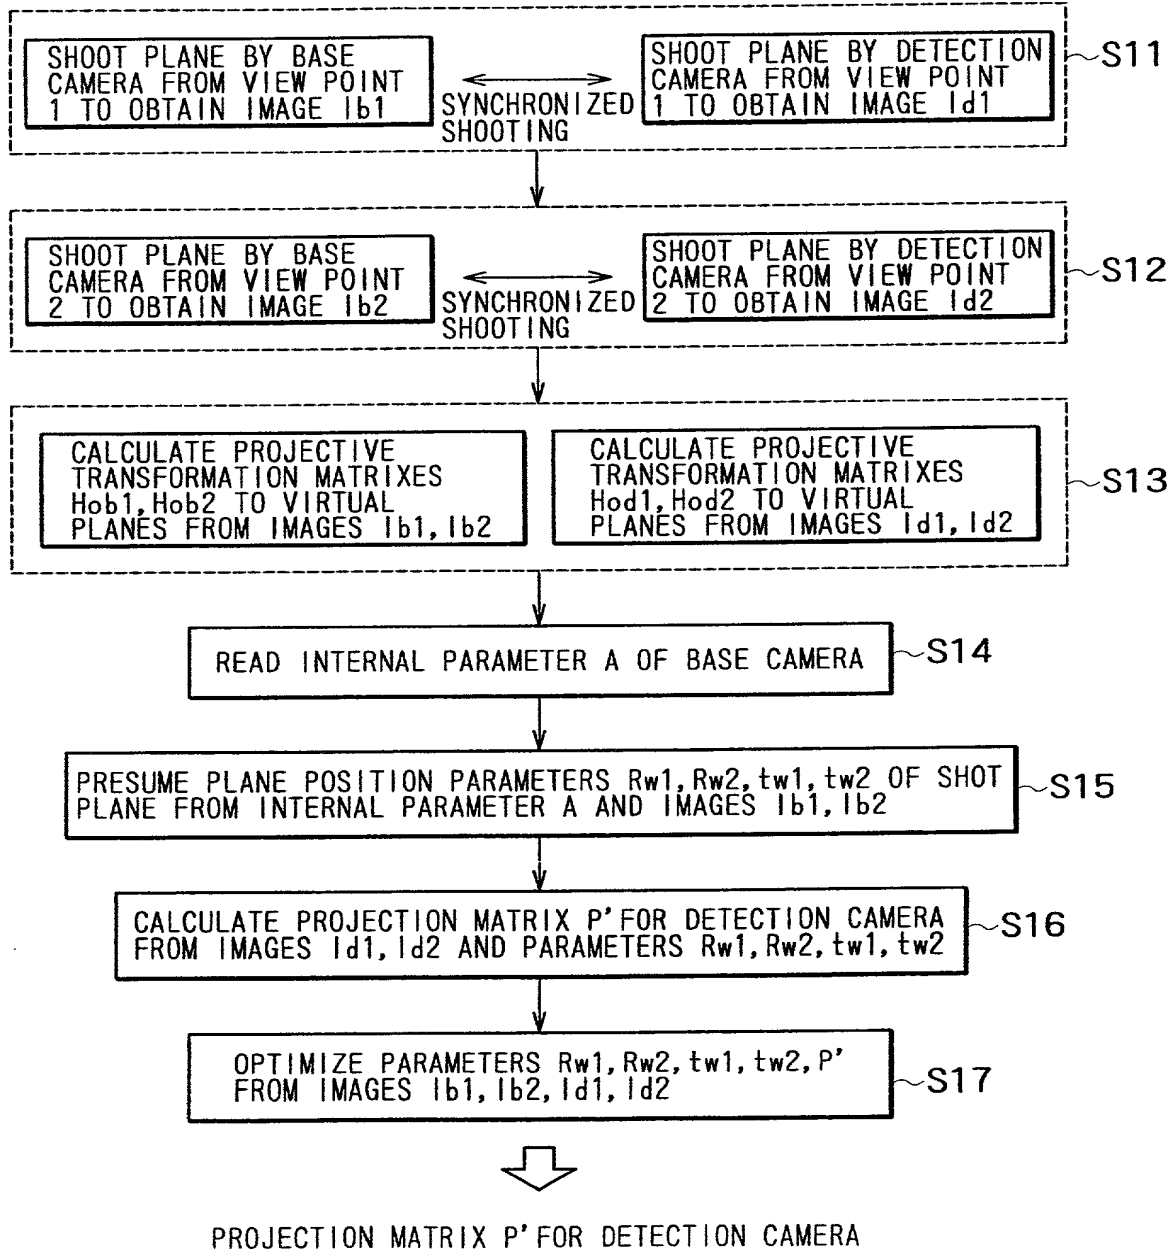 SHOOT PLANE BY BASE
CAMERA FROM VIEW POINT
1 TO OBTAIN IMAGE Ib1
SYNCHRONIZED
SHOOTING
SHOOT PLANE BY DETECTION
CAMERA FROM VIEW POINT
1 TO OBTAIN IMAGE Id1
S11
SHOOT PLANE BY BASE
CAMERA FROM VIEW POINT
2 TO OBTAIN IMAGE Ib2
SYNCHRONIZED
SHOOTING
SHOOT PLANE BY DETECTION
CAMERA FROM VIEW POINT
2 TO OBTAIN IMAGE Id2
S12
CALCULATE PROJECTIVE
TRANSFORMATION MATRIXES
Hob1, Hob2 TO VIRTUAL
PLANES FROM IMAGES Ib1, Ib2
CALCULATE PROJECTIVE
TRANSFORMATION MATRIXES
Hod1, Hod2 TO VIRTUAL
PLANES FROM IMAGES Id1, Id2
S13
READ INTERNAL PARAMETER A OF BASE CAMERA
S14
PRESUME PLANE POSITION PARAMETERS Rw1, Rw2, tw1, tw2 OF SHOT
PLANE FROM INTERNAL PARAMETER A AND IMAGES Ib1, Ib2
S15
CALCULATE PROJECTION MATRIX P' FOR DETECTION CAMERA
FROM IMAGES Id1, Id2 AND PARAMETERS Rw1, Rw2, tw1, tw2
S16
OPTIMIZE PARAMETERS Rw1, Rw2, tw1, tw2, P'
FROM IMAGES Ib1, Ib2, Id1, Id2
S17
PROJECTION MATRIX P' FOR DETECTION CAMERA